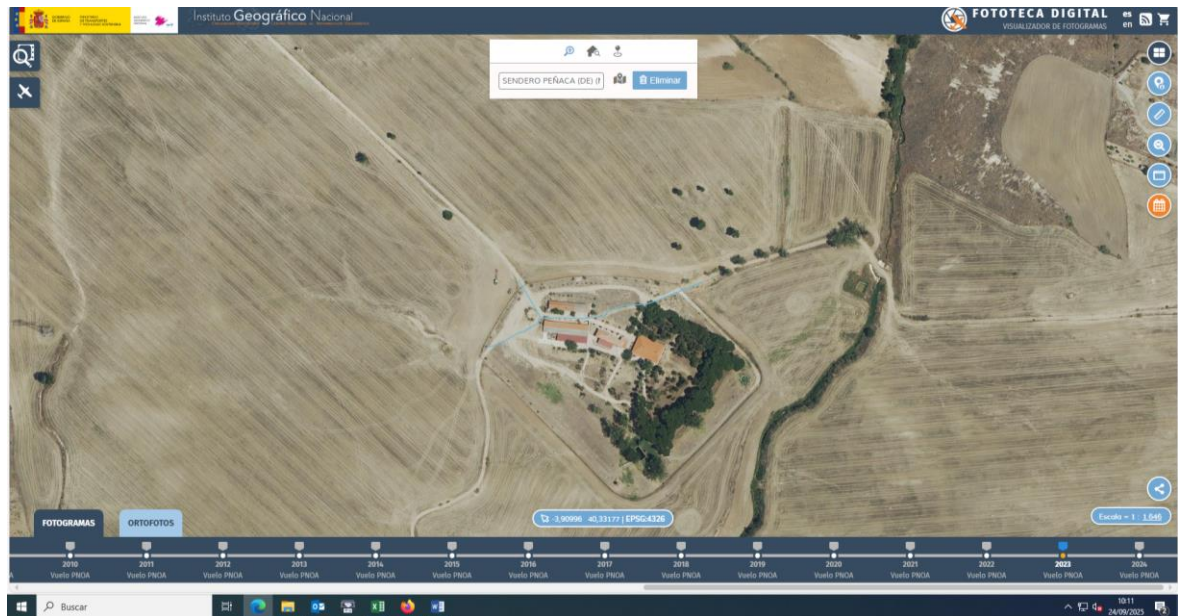 GOBIERNO DE ESPAÑA
Instituto Geográfico Nacional
FOTOTECA DIGITAL
VISUALIZADOR DE FOTOGRAMAS
es
en
SENDERO PEÑACA (DE) (
Eliminar
FOTOGRAMAS
ORTOFOTOS
-3,90996 40,33177 | EPSG:4326
Escala = 1 : 1.646
2010 2011 2012 2013 2014 2015 2016 2017 2018 2019 2020 2021 2022 2023 2024
A Vuelo PNOA Vuelo PNOA Vuelo PNOA Vuelo PNOA Vuelo PNOA Vuelo PNOA Vuelo PNOA Vuelo PNOA Vuelo PNOA Vuelo PNOA Vuelo PNOA Vuelo PNOA Vuelo PNOA Vuelo PNOA Vuelo PNOA
Buscar
10:11
24/09/2025